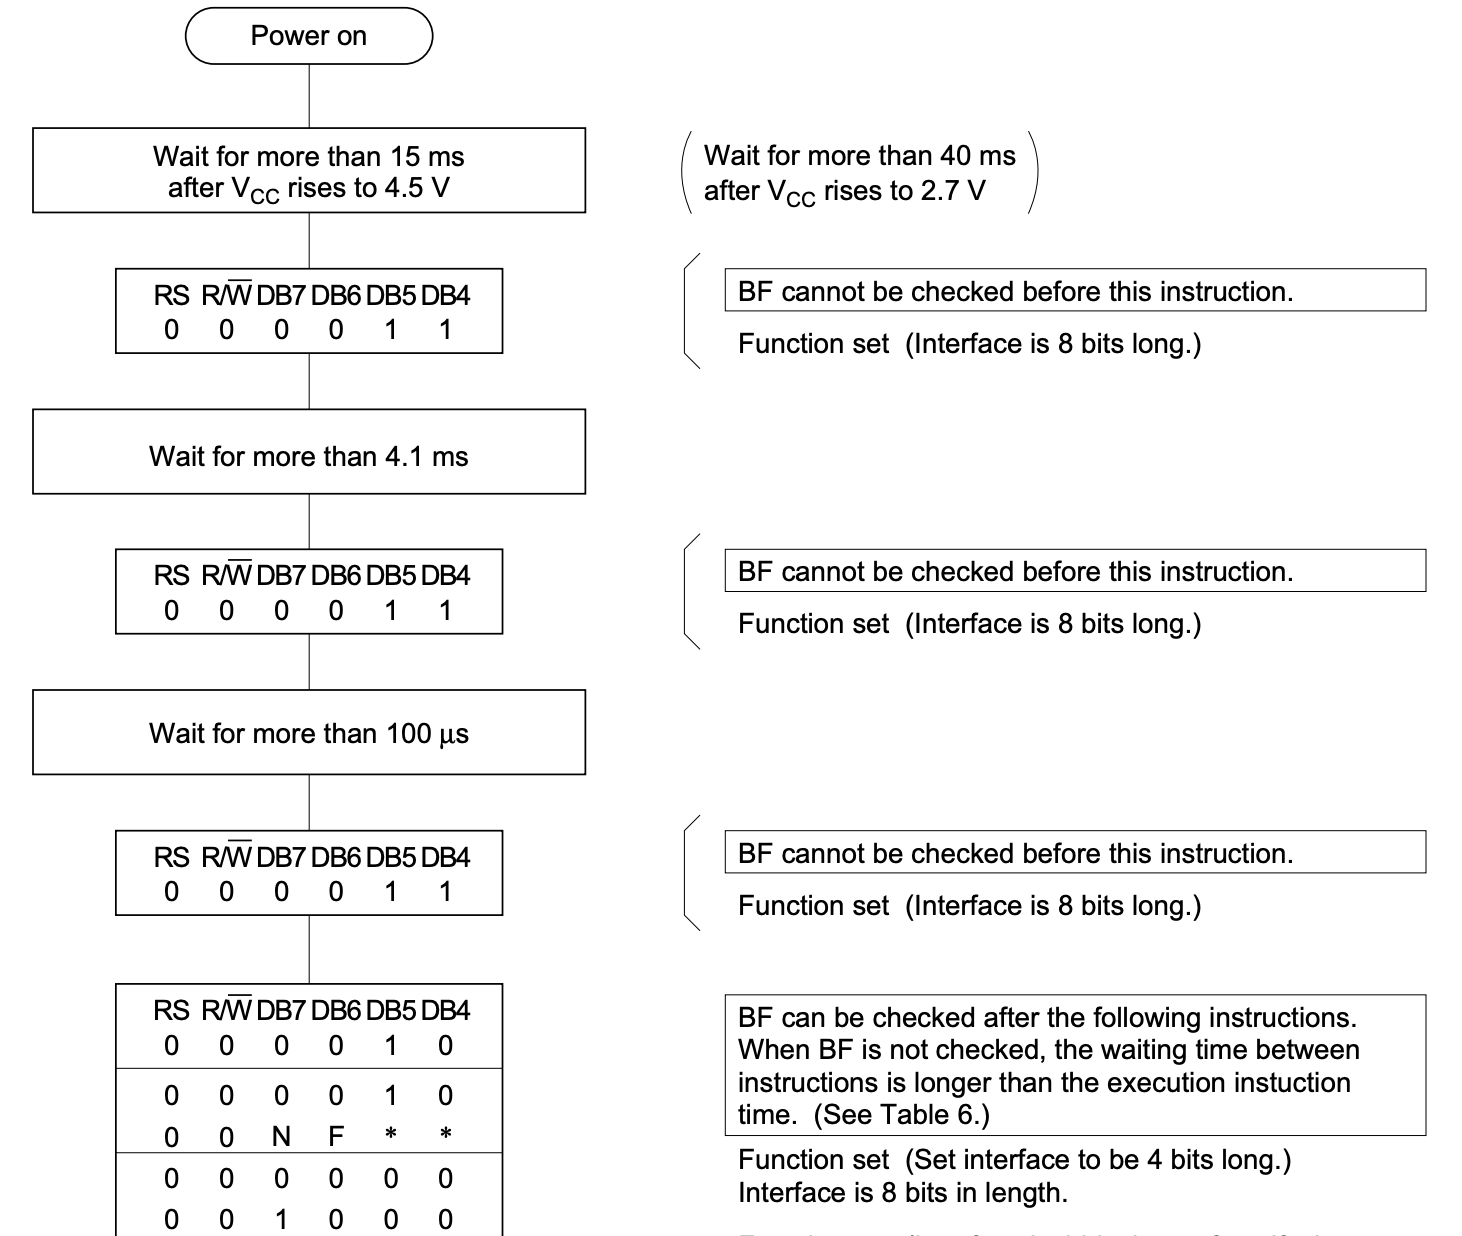 Power on
Wait for more than 15 ms
after VCC rises to 4.5 V
Wait for more than 40 ms
after VCC rises to 2.7 V
RS R/W̅ DB7 DB6 DB5 DB4
0 0 0 0 1 1
BF cannot be checked before this instruction.
Function set (Interface is 8 bits long.)
Wait for more than 4.1 ms
RS R/W̅ DB7 DB6 DB5 DB4
0 0 0 0 1 1
BF cannot be checked before this instruction.
Function set (Interface is 8 bits long.)
Wait for more than 100 µs
RS R/W̅ DB7 DB6 DB5 DB4
0 0 0 0 1 1
BF cannot be checked before this instruction.
Function set (Interface is 8 bits long.)
RS R/W̅ DB7 DB6 DB5 DB4
0 0 0 0 1 0
0 0 0 0 1 0
0 0 N F * *
0 0 0 0 0 0
0 0 1 0 0 0
BF can be checked after the following instructions.
When BF is not checked, the waiting time between
instructions is longer than the execution instuction
time. (See Table 6.)
Function set (Set interface to be 4 bits long.)
Interface is 8 bits in length.